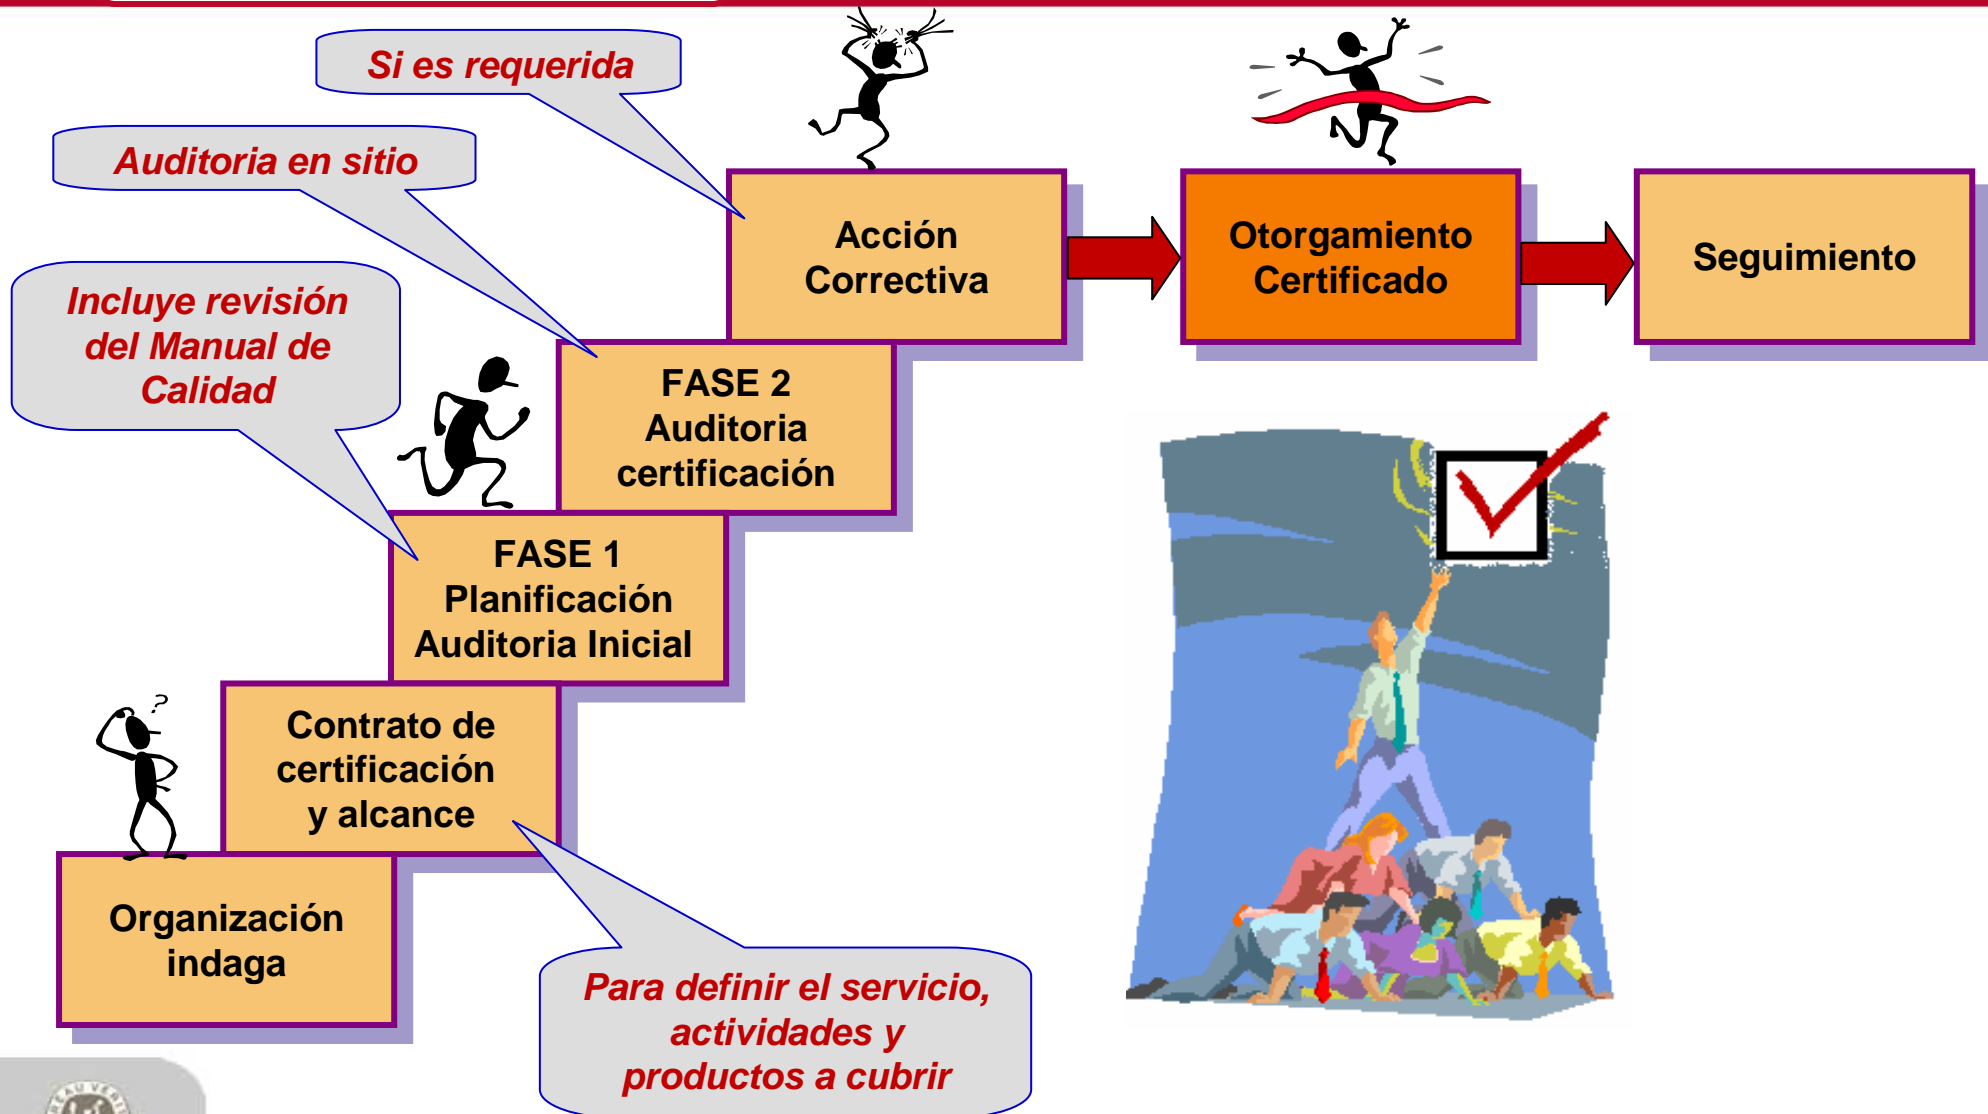 Si es requerida
Auditoria en sitio
Incluye revisión
del Manual de
Calidad
Acción
Correctiva
Otorgamiento
Certificado
Seguimiento
FASE 2
Auditoria
certificación
FASE 1
Planificación
Auditoria Inicial
?
Contrato de
certificación
y alcance
Organización
indaga
Para definir el servicio,
actividades y
productos a cubrir